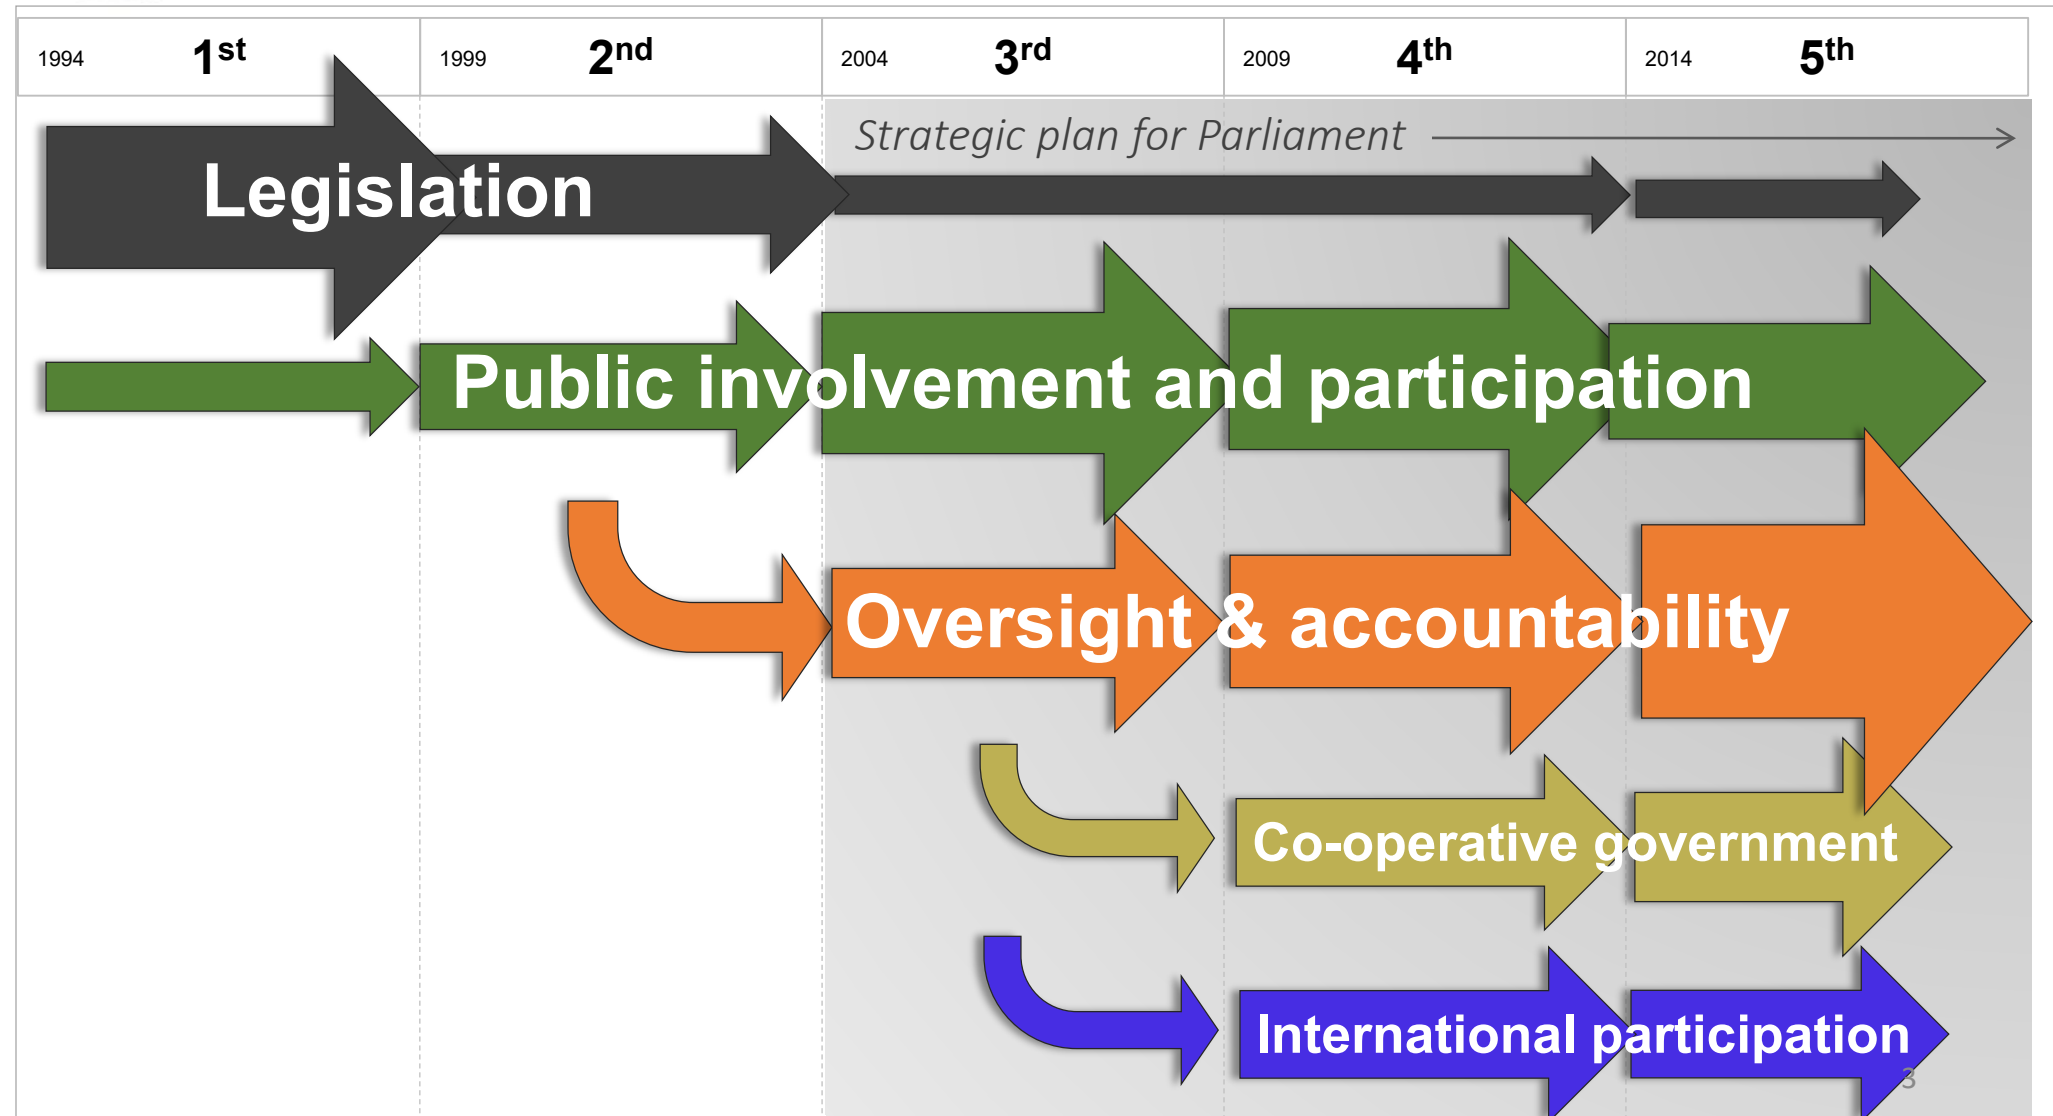 1994 1st 1999 2nd 2004 3rd 2009 4th 2014 5th
Strategic plan for Parliament
Legislation
Public involvement and participation
Oversight & accountability
Co-operative government
International participation
3